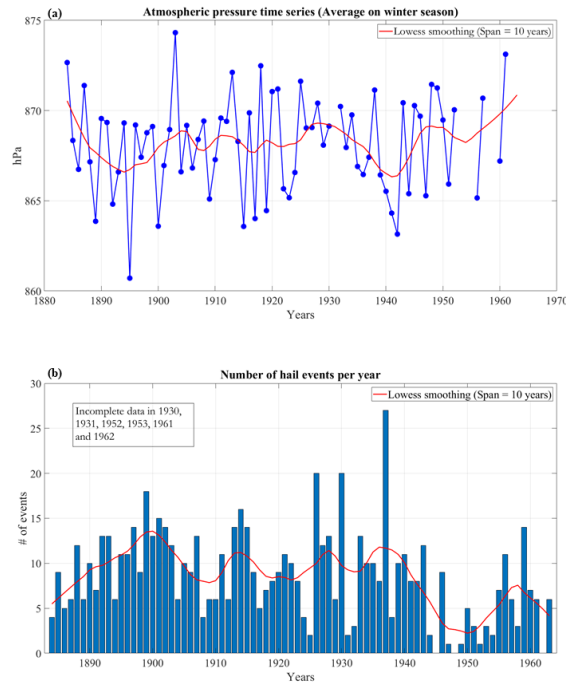 (a)
Atmospheric pressure time series (Average on winter season)
Lowess smoothing (Span = 10 years)
875
870
865
860
hPa
1880
1890
1900
1910
1920
1930
1940
1950
1960
1970
Years
(b)
Number of hail events per year
Lowess smoothing (Span = 10 years)
Incomplete data in 1930,
1931, 1952, 1953, 1961
and 1962
30
25
20
15
10
5
0
# of events
1890
1900
1910
1920
1930
1940
1950
1960
Years